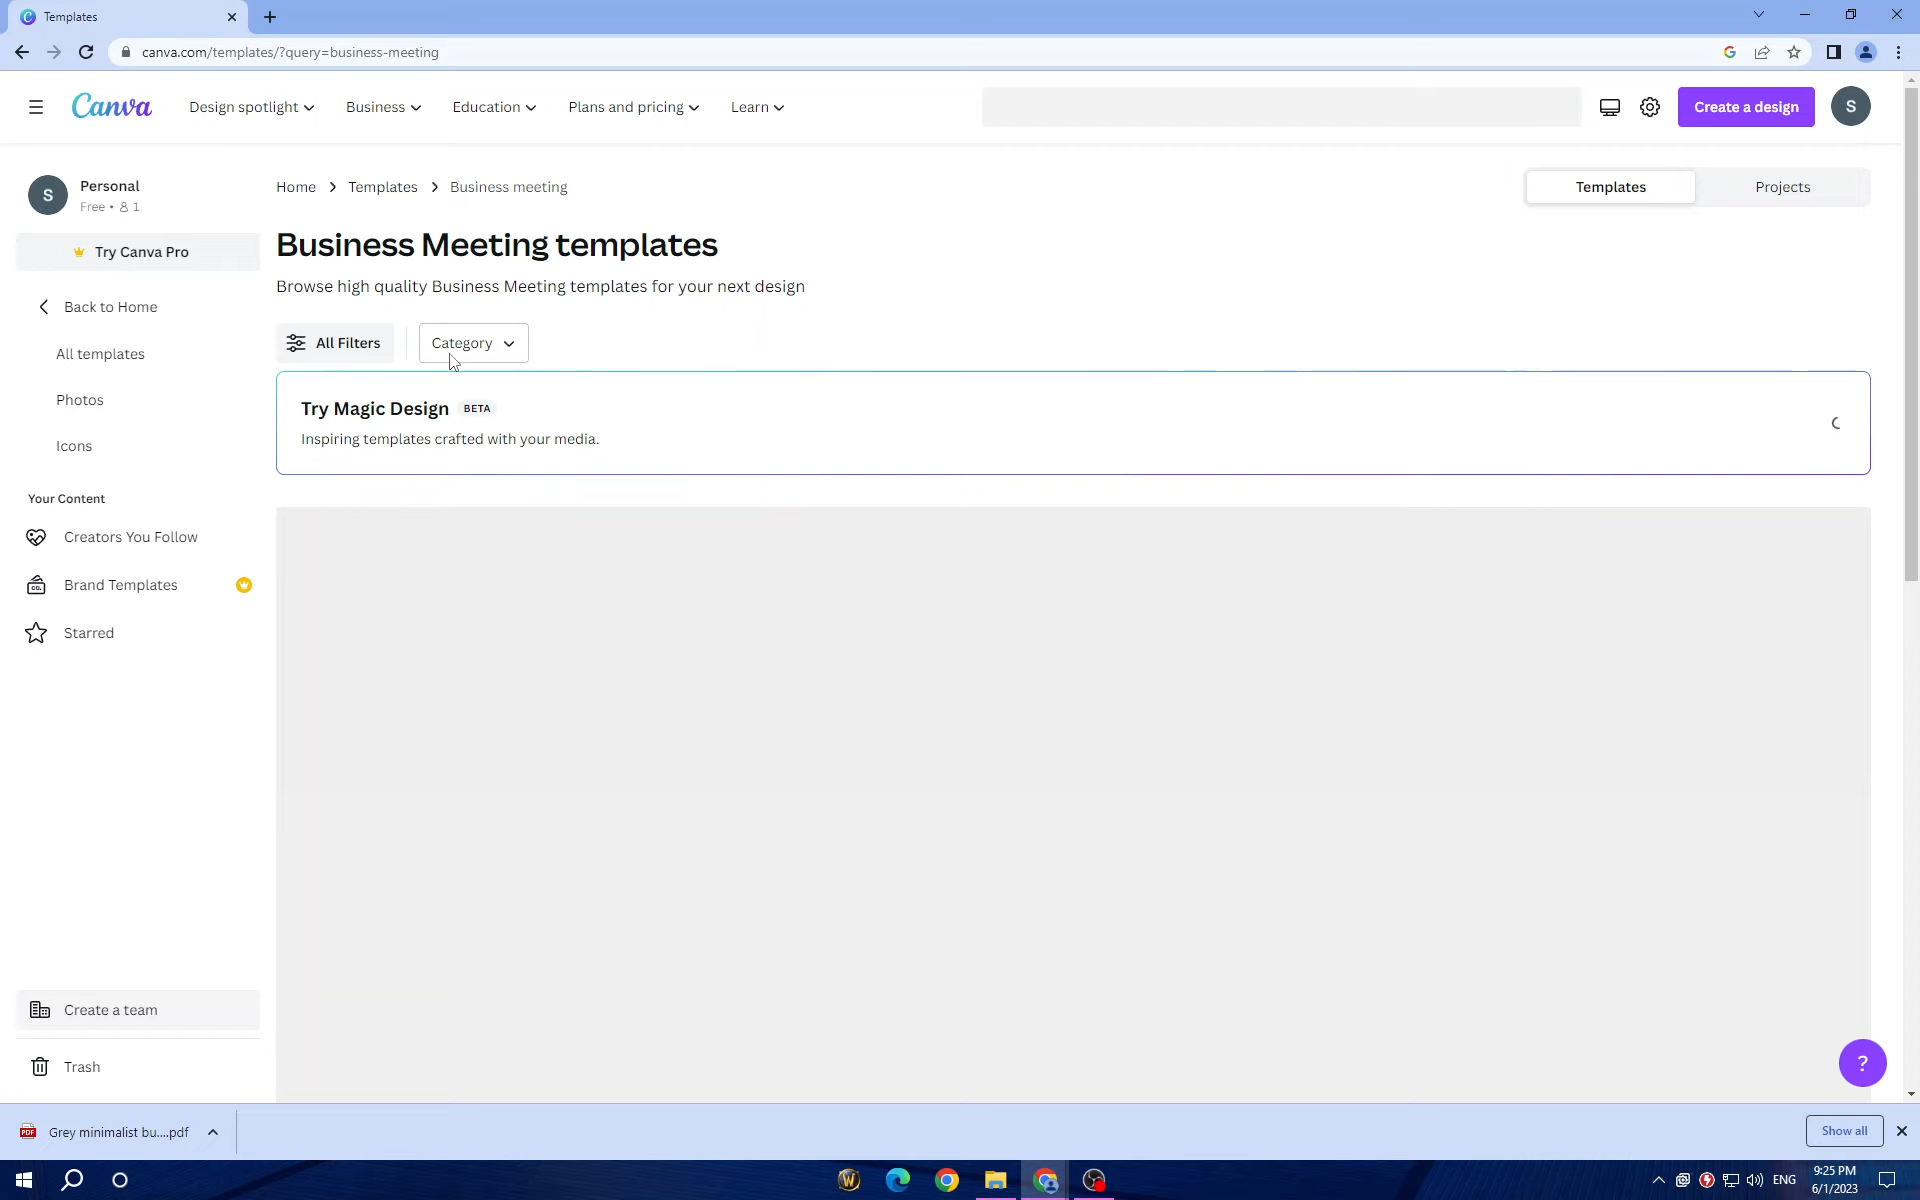 Templates
canva.com/templates/?query=business-meeting
Canva
Design spotlight
Business
Education
Plans and pricing
Learn
Create a design
S
S
Personal
Free • 1
Try Canva Pro
Back to Home
All templates
Photos
Icons
Your Content
Creators You Follow
CO.
Brand Templates
Starred
Create a team
Trash
Home > Templates > Business meeting
Templates
Projects
Business Meeting templates
Browse high quality Business Meeting templates for your next design
All Filters
Category
Try Magic Design BETA
Inspiring templates crafted with your media.
?
PDF
Grey minimalist bu....pdf
Show all
ENG
9:25 PM
6/1/2023